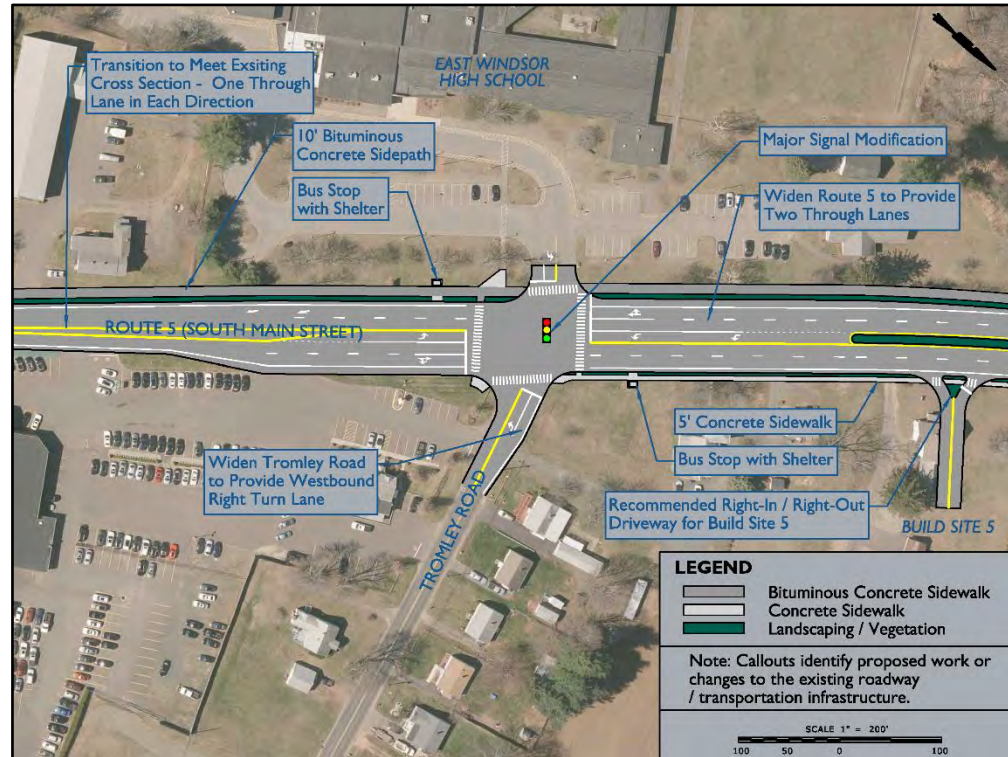 EAST WINDSOR
HIGH SCHOOL
Transition to Meet Exsiting
Cross Section - One Through
Lane in Each Direction
10' Bituminous
Concrete Sidepath
Bus Stop
with Shelter
Major Signal Modification
Widen Route 5 to Provide
Two Through Lanes
ROUTE 5 (SOUTH MAIN STREET)
5' Concrete Sidewalk
Bus Stop with Shelter
Widen Tromley Road
to Provide Westbound
Right Turn Lane
Recommended Right-In / Right-Out
Driveway for Build Site 5
BUILD SITE 5
TROMLEY ROAD
LEGEND
Bituminous Concrete Sidewalk
Concrete Sidewalk
Landscaping / Vegetation
Note: Callouts identify proposed work or
changes to the existing roadway
/ transportation infrastructure.
SCALE 1" = 200'
100 50 0 100